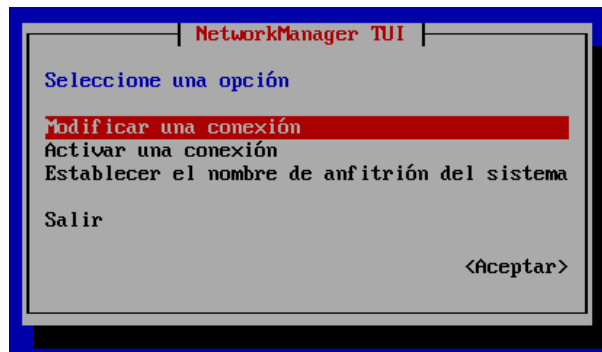 NetworkManager TUI
Seleccione una opción
Modificar una conexión
Activar una conexión
Establecer el nombre de anfitrión del sistema
Salir
<Aceptar>